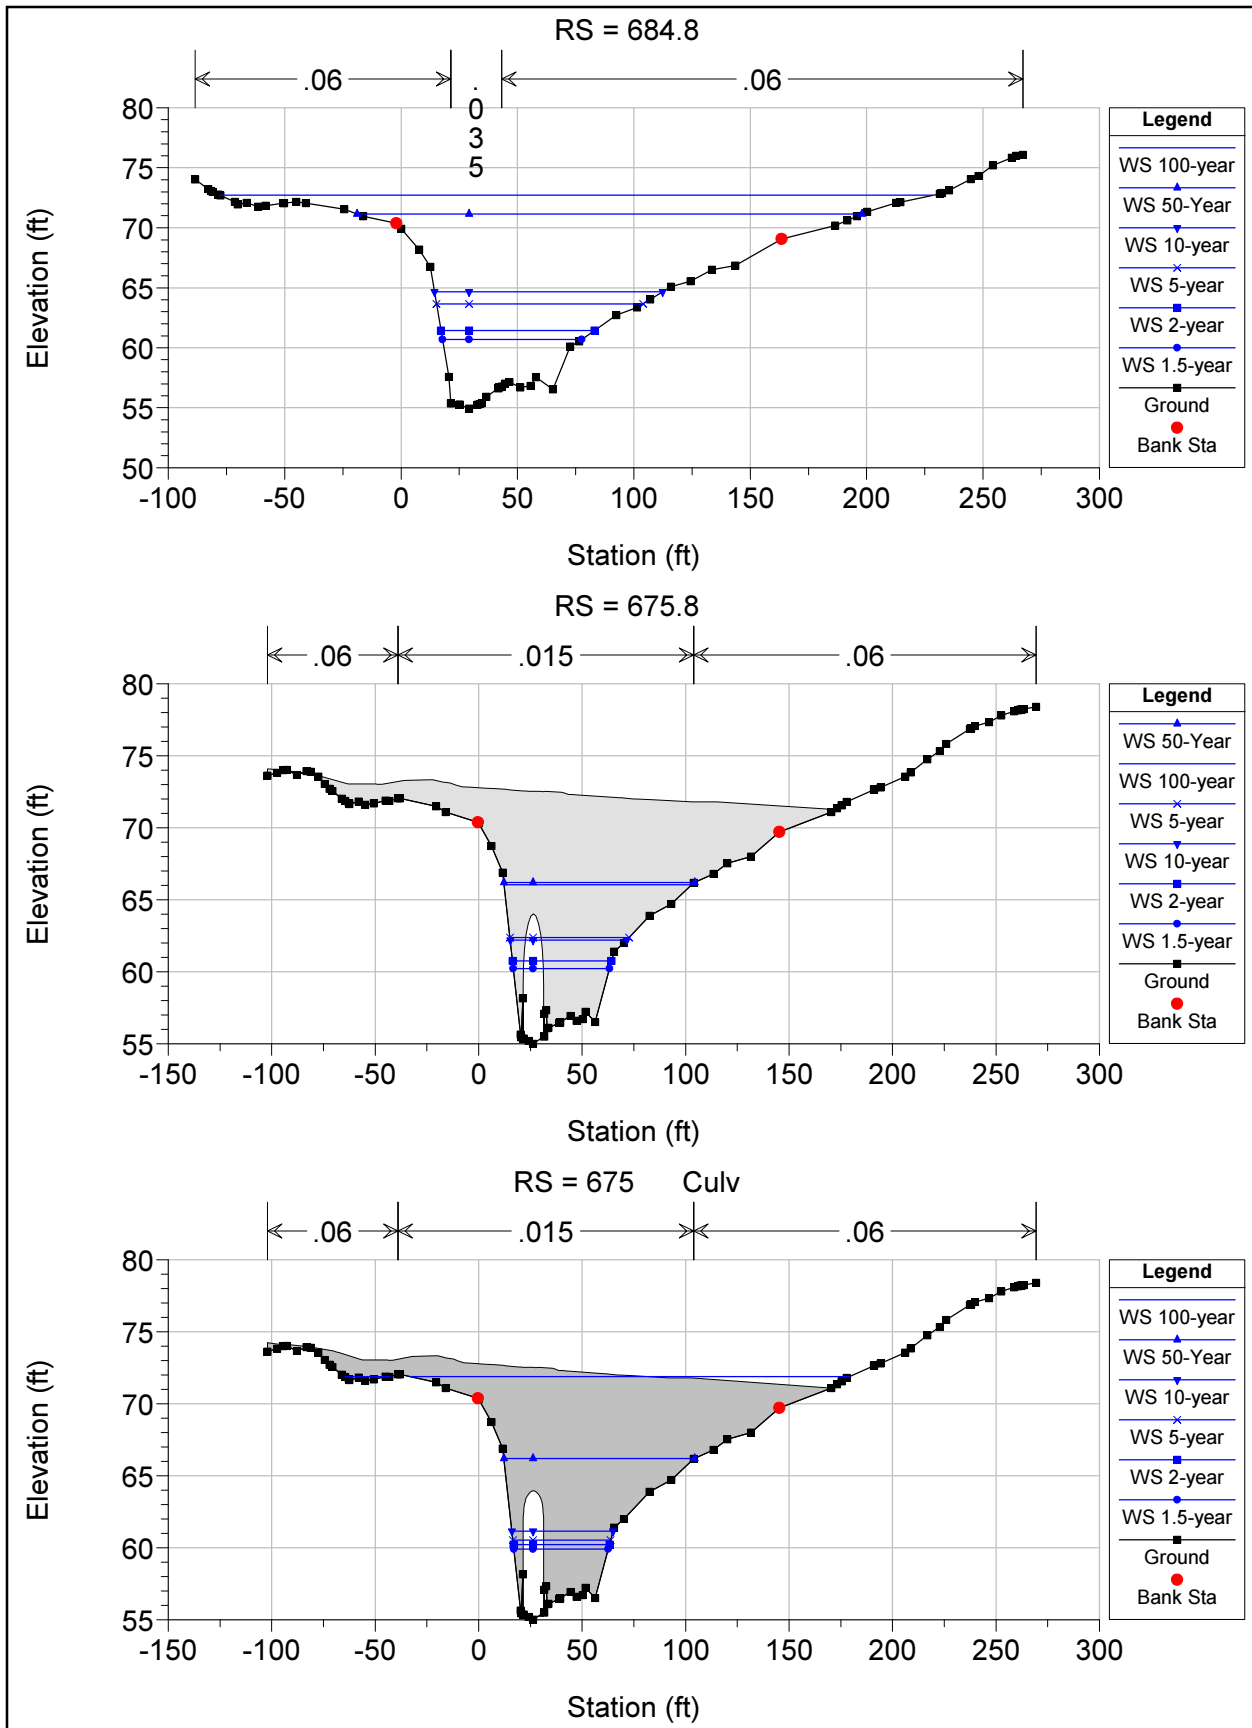 RS = 684.8
.06
.035
.06
Elevation (ft)
80
75
70
65
60
55
50
-100 -50 0 50 100 150 200 250 300
Station (ft)
Legend
WS 100-year
WS 50-Year
WS 10-year
WS 5-year
WS 2-year
WS 1.5-year
Ground
Bank Sta
RS = 675.8
.06 .015 .06
Elevation (ft)
80
75
70
65
60
55
-150 -100 -50 0 50 100 150 200 250 300
Station (ft)
Legend
WS 50-Year
WS 100-year
WS 5-year
WS 10-year
WS 2-year
WS 1.5-year
Ground
Bank Sta
RS = 675 Culv
.06 .015 .06
Elevation (ft)
80
75
70
65
60
55
-150 -100 -50 0 50 100 150 200 250 300
Station (ft)
Legend
WS 100-year
WS 50-Year
WS 10-year
WS 5-year
WS 2-year
WS 1.5-year
Ground
Bank Sta